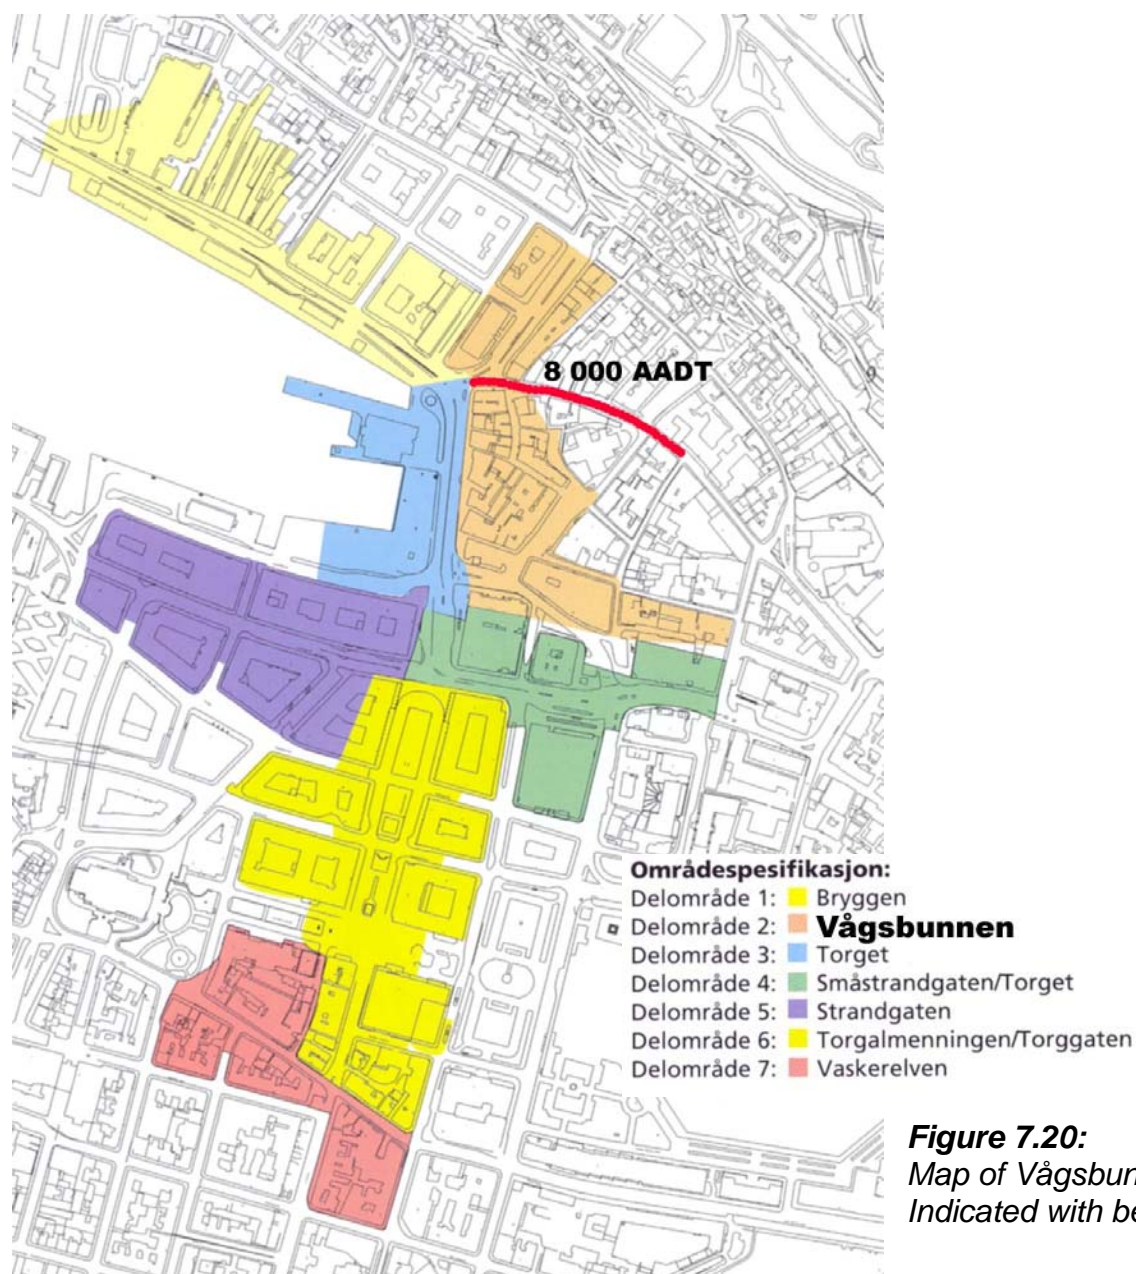 8 000 AADT
Områdespesifikasjon:
Delområde 1: Bryggen
Delområde 2: Vågsbunnen
Delområde 3: Torget
Delområde 4: Småstrandgaten/Torget
Delområde 5: Strandgaten
Delområde 6: Torgalmenningen/Torggaten
Delområde 7: Vaskerelven
Figure 7.20:
Map of Vågsbun
Indicated with be